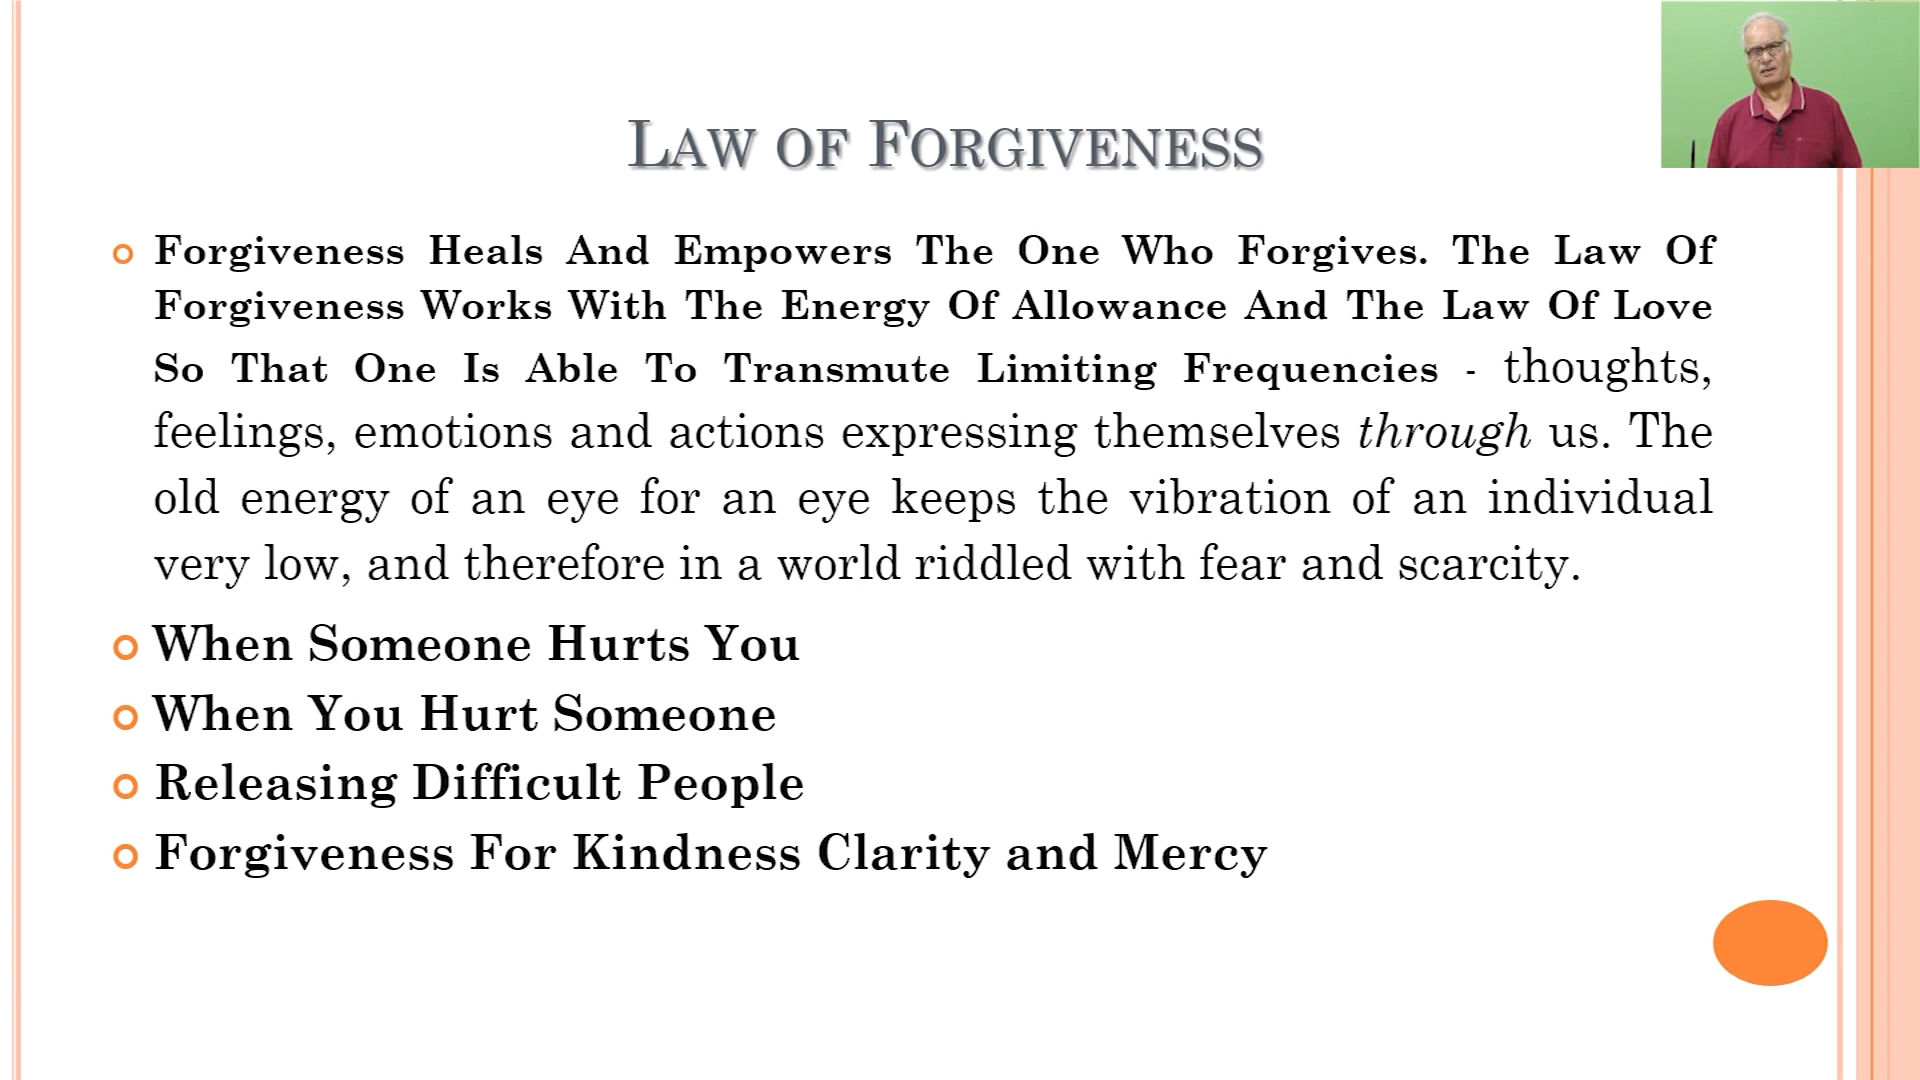 Law of Forgiveness
Forgiveness Heals And Empowers The One Who Forgives. The Law Of
Forgiveness Works With The Energy Of Allowance And The Law Of Love
So That One Is Able To Transmute Limiting Frequencies - thoughts,
feelings, emotions and actions expressing themselves through us. The
old energy of an eye for an eye keeps the vibration of an individual
very low, and therefore in a world riddled with fear and scarcity.
When Someone Hurts You
When You Hurt Someone
Releasing Difficult People
Forgiveness For Kindness Clarity and Mercy